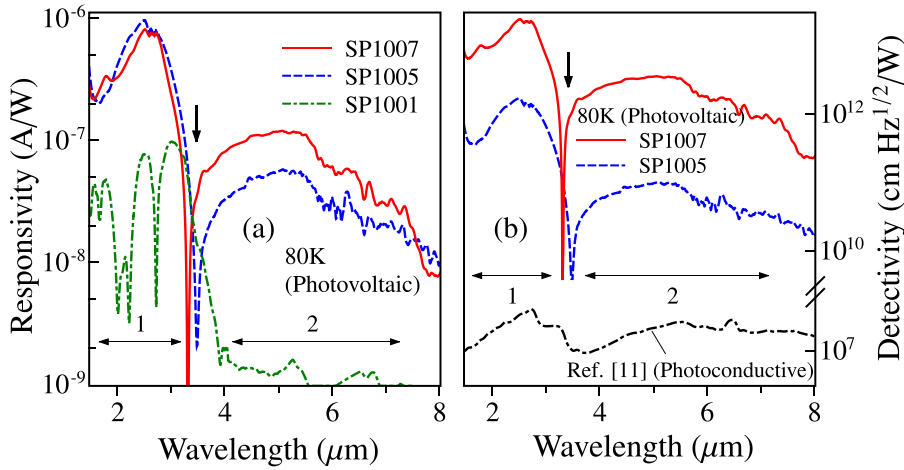 Responsivity (A/W)
10^-6
10^-7
10^-8
10^-9
SP1007
SP1005
SP1001
(a)
80K
(Photovoltaic)
1
2
2 4 6 8
Wavelength (μm)
80K (Photovoltaic)
SP1007
SP1005
(b)
1
2
Ref. [11] (Photoconductive)
2 4 6 8
Wavelength (μm)
10^12
10^10
10^7
Detectivity (cm Hz^1/2/W)